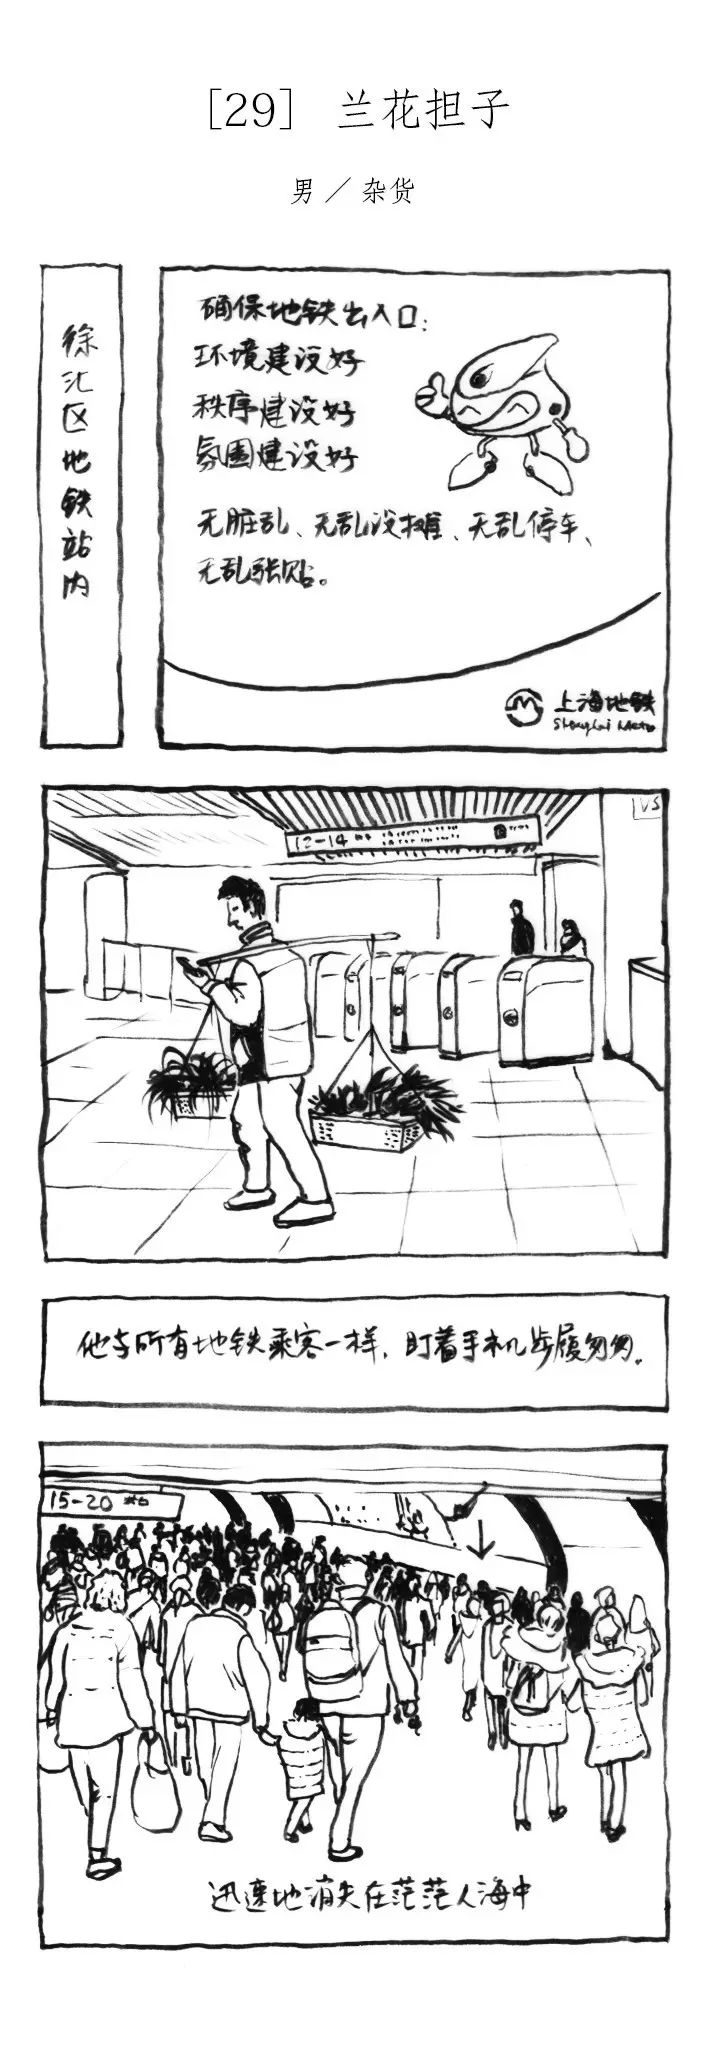 [29] 兰花担子
男／杂货
徐汇区地铁站内
确保地铁出入口：
环境建设好
秩序建设好
氛围建设好
无脏乱、无乱设摊、无乱停车、
无乱张贴。
上海地铁
Shanghai Metro
VS
12-14
他与所有地铁乘客一样，盯着手机步履匆匆。
15-20
迅速地消失在茫茫人海中